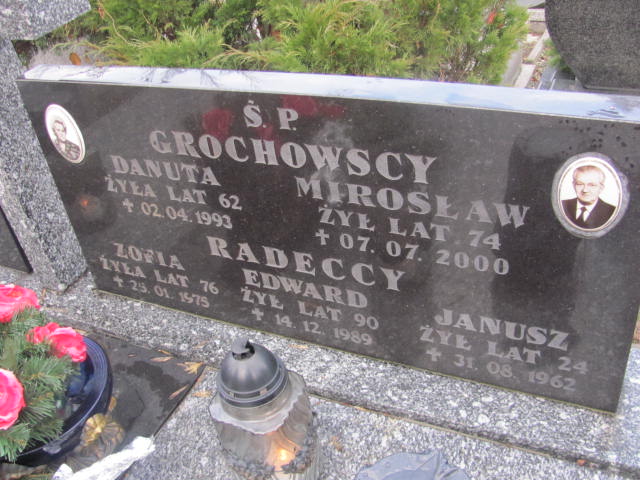 Ś. P.
GROCHOWSCY
DANUTA
ŻYŁA LAT 62
✝ 02.04.1993
MIROSŁAW
ŻYŁ LAT 74
✝ 07.07.2000
RADECCY
ZOFIA
ŻYŁA LAT 76
✝ 25.01.1975
EDWARD
ŻYŁ LAT 90
✝ 14.12.1989
JANUSZ
ŻYŁ LAT 24
✝ 31.08.1962